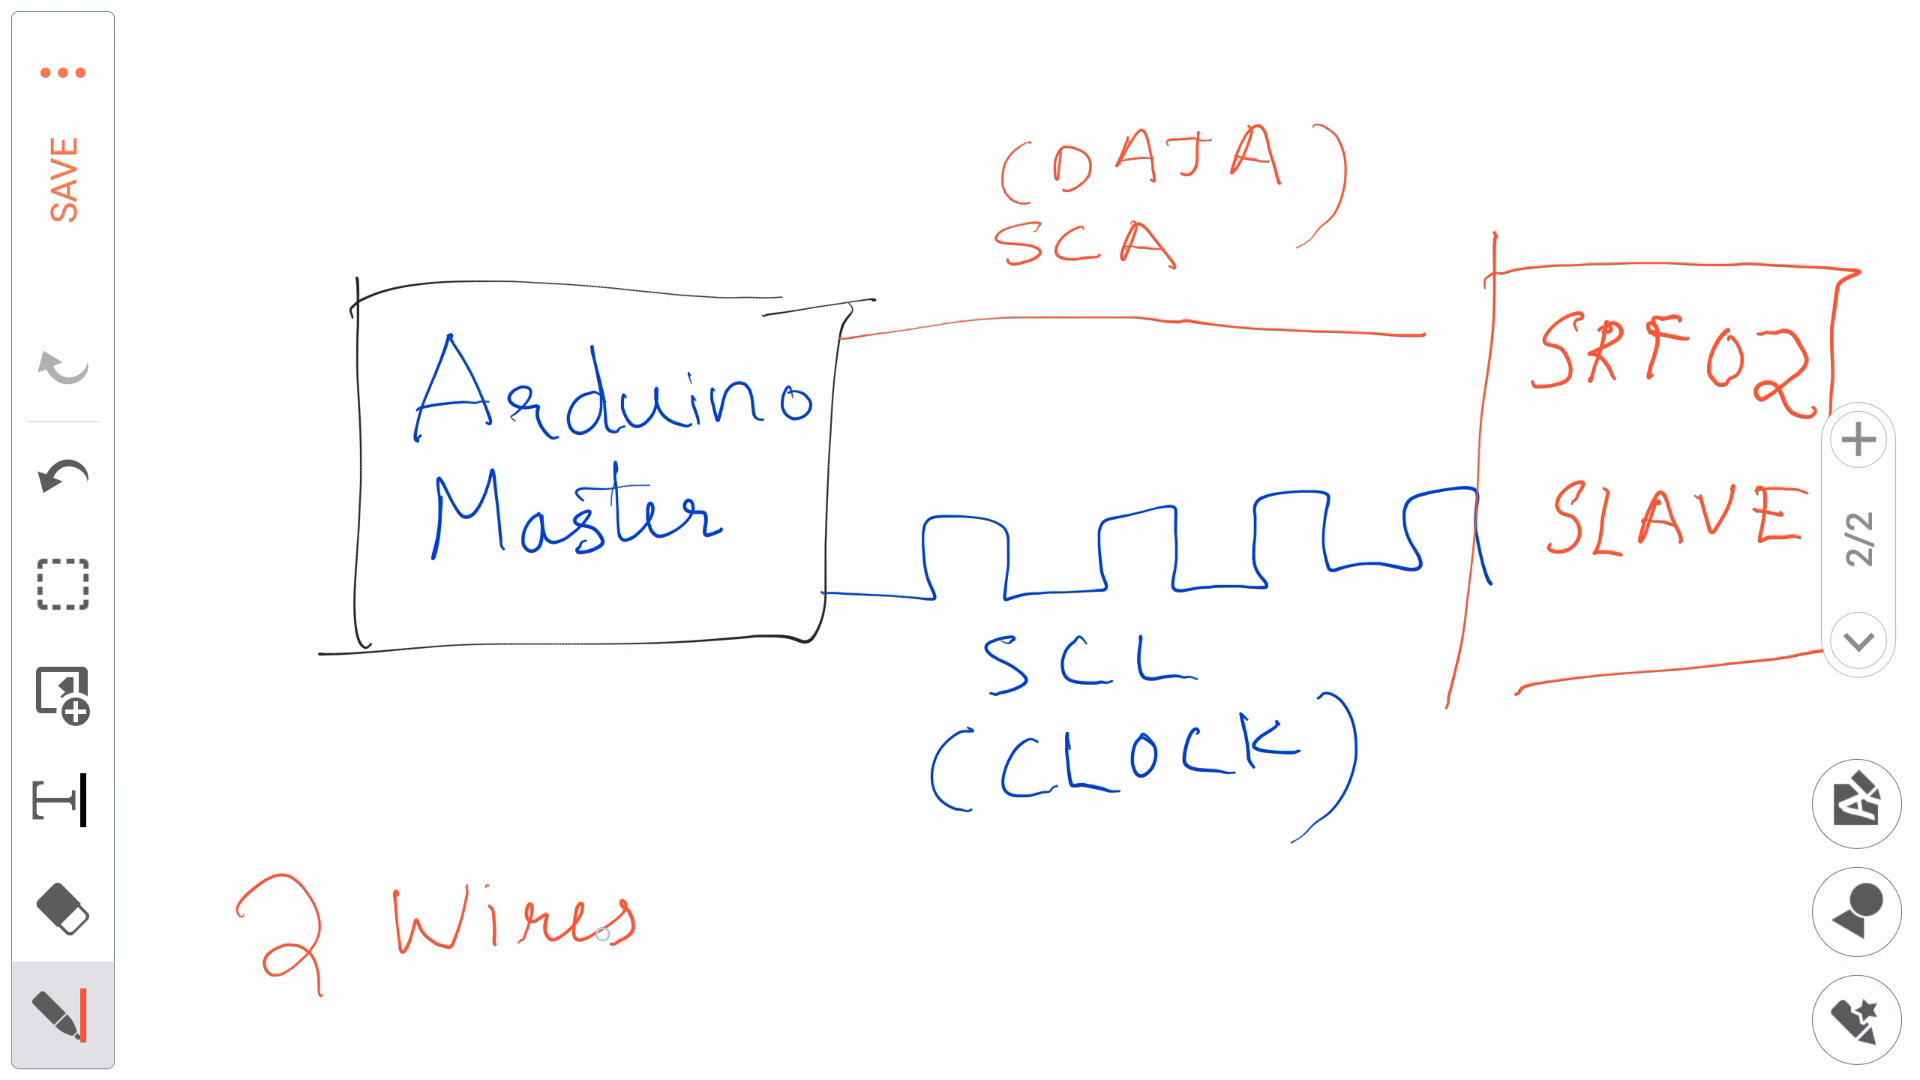 SAVE
(DATA)
SCA
Arduino
Master
SRF02
SLAVE
SCL
(CLOCK)
2 Wires
2/2